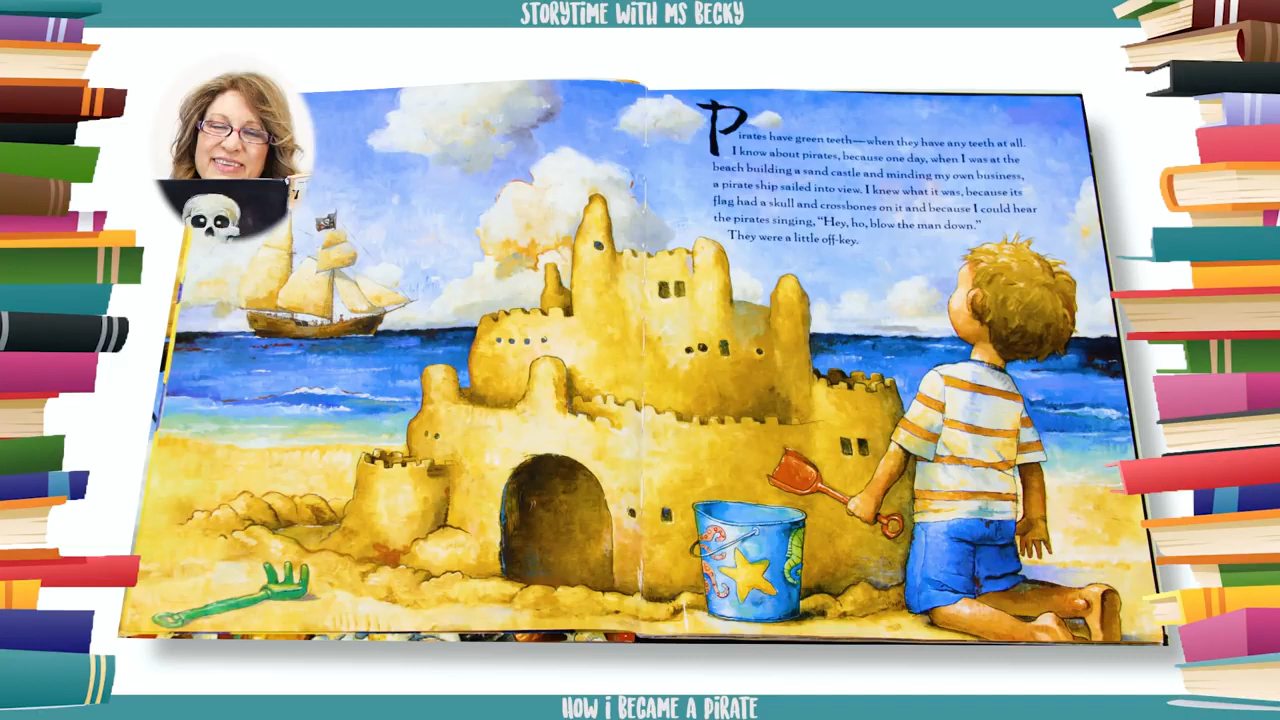 STORYTIME WITH MS BECKY
Pirates have green teeth—when they have any teeth at all.
I know about pirates, because one day, when I was at the
beach building a sand castle and minding my own business,
a pirate ship sailed into view. I knew what it was, because its
flag had a skull and crossbones on it and because I could hear
the pirates singing, “Hey, ho, blow the man down.”
They were a little off-key.
HOW I BECAME A PIRATE